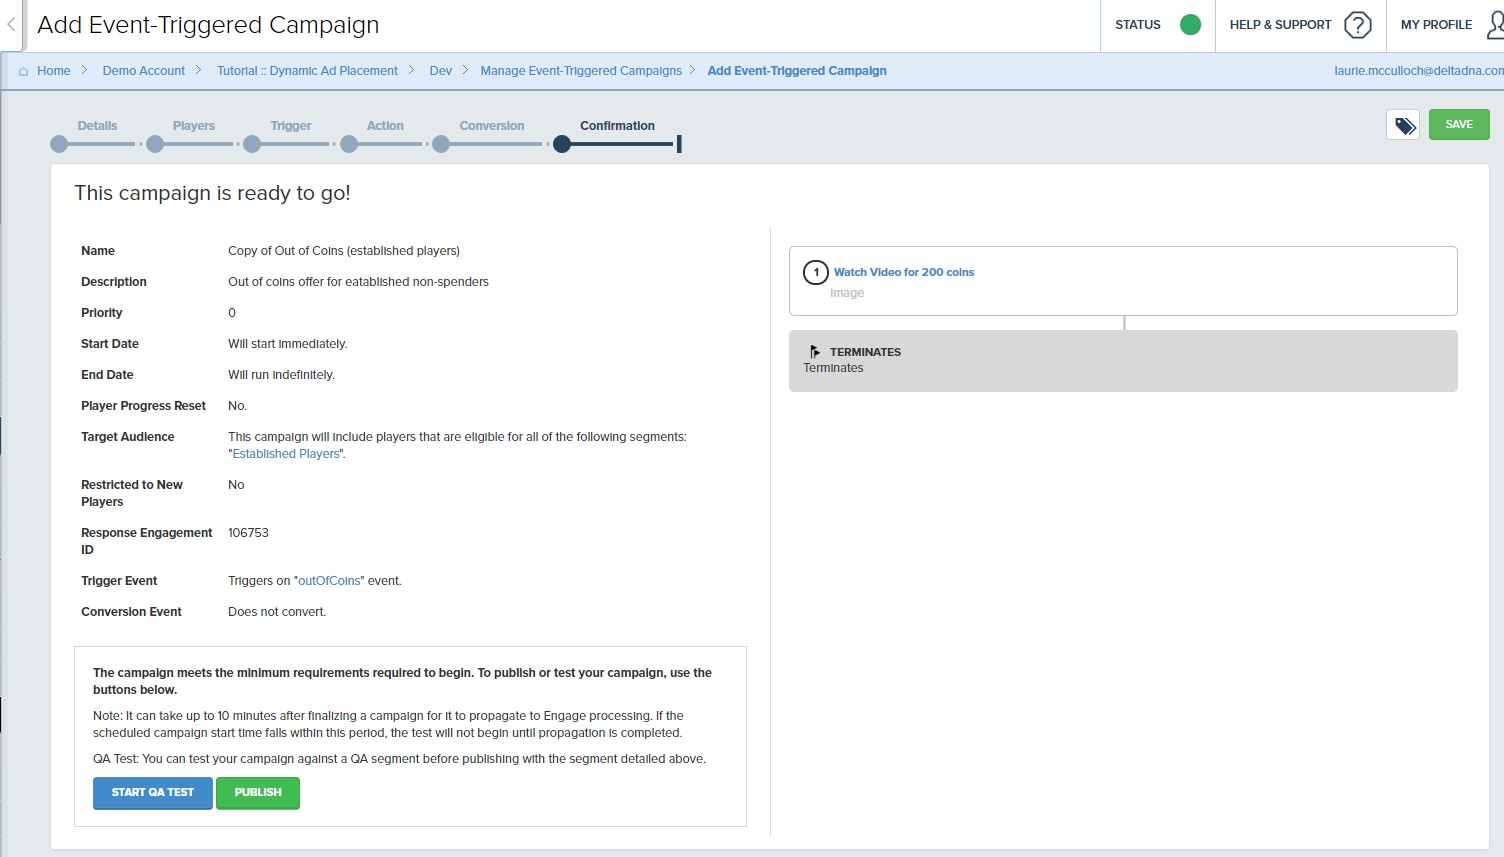 Add Event-Triggered Campaign
STATUS
HELP & SUPPORT ?
MY PROFILE
Home > Demo Account > Tutorial :: Dynamic Ad Placement > Dev > Manage Event-Triggered Campaigns > Add Event-Triggered Campaign
laurie.mcculloch@deltadna.com
Details Players Trigger Action Conversion Confirmation
SAVE
This campaign is ready to go!
Name Copy of Out of Coins (established players)
Description Out of coins offer for eatablished non-spenders
Priority 0
Start Date Will start immediately.
End Date Will run indefinitely.
Player Progress Reset No.
Target Audience This campaign will include players that are eligible for all of the following segments:
"Established Players".
Restricted to New No
Players
Response Engagement 106753
ID
Trigger Event Triggers on "outOfCoins" event.
Conversion Event Does not convert.
The campaign meets the minimum requirements required to begin. To publish or test your campaign, use the
buttons below.
Note: It can take up to 10 minutes after finalizing a campaign for it to propagate to Engage processing. If the
scheduled campaign start time falls within this period, the test will not begin until propagation is completed.
QA Test: You can test your campaign against a QA segment before publishing with the segment detailed above.
START QA TEST PUBLISH
1 Watch Video for 200 coins
Image
TERMINATES
Terminates